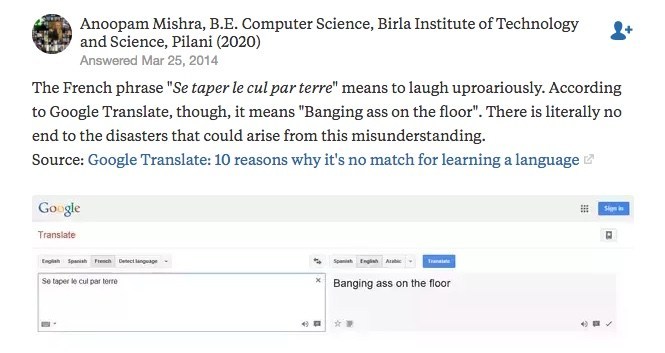 Anoopam Mishra, B.E. Computer Science, Birla Institute of Technology
and Science, Pilani (2020)
Answered Mar 25, 2014
The French phrase "Se taper le cul par terre" means to laugh uproariously. According
to Google Translate, though, it means "Banging ass on the floor". There is literally no
end to the disasters that could arise from this misunderstanding.
Source: Google Translate: 10 reasons why it's no match for learning a language
Google
Sign in
Translate
English Spanish French Detect language
Spanish English Arabic Translate
Se taper le cul par terre
Banging ass on the floor